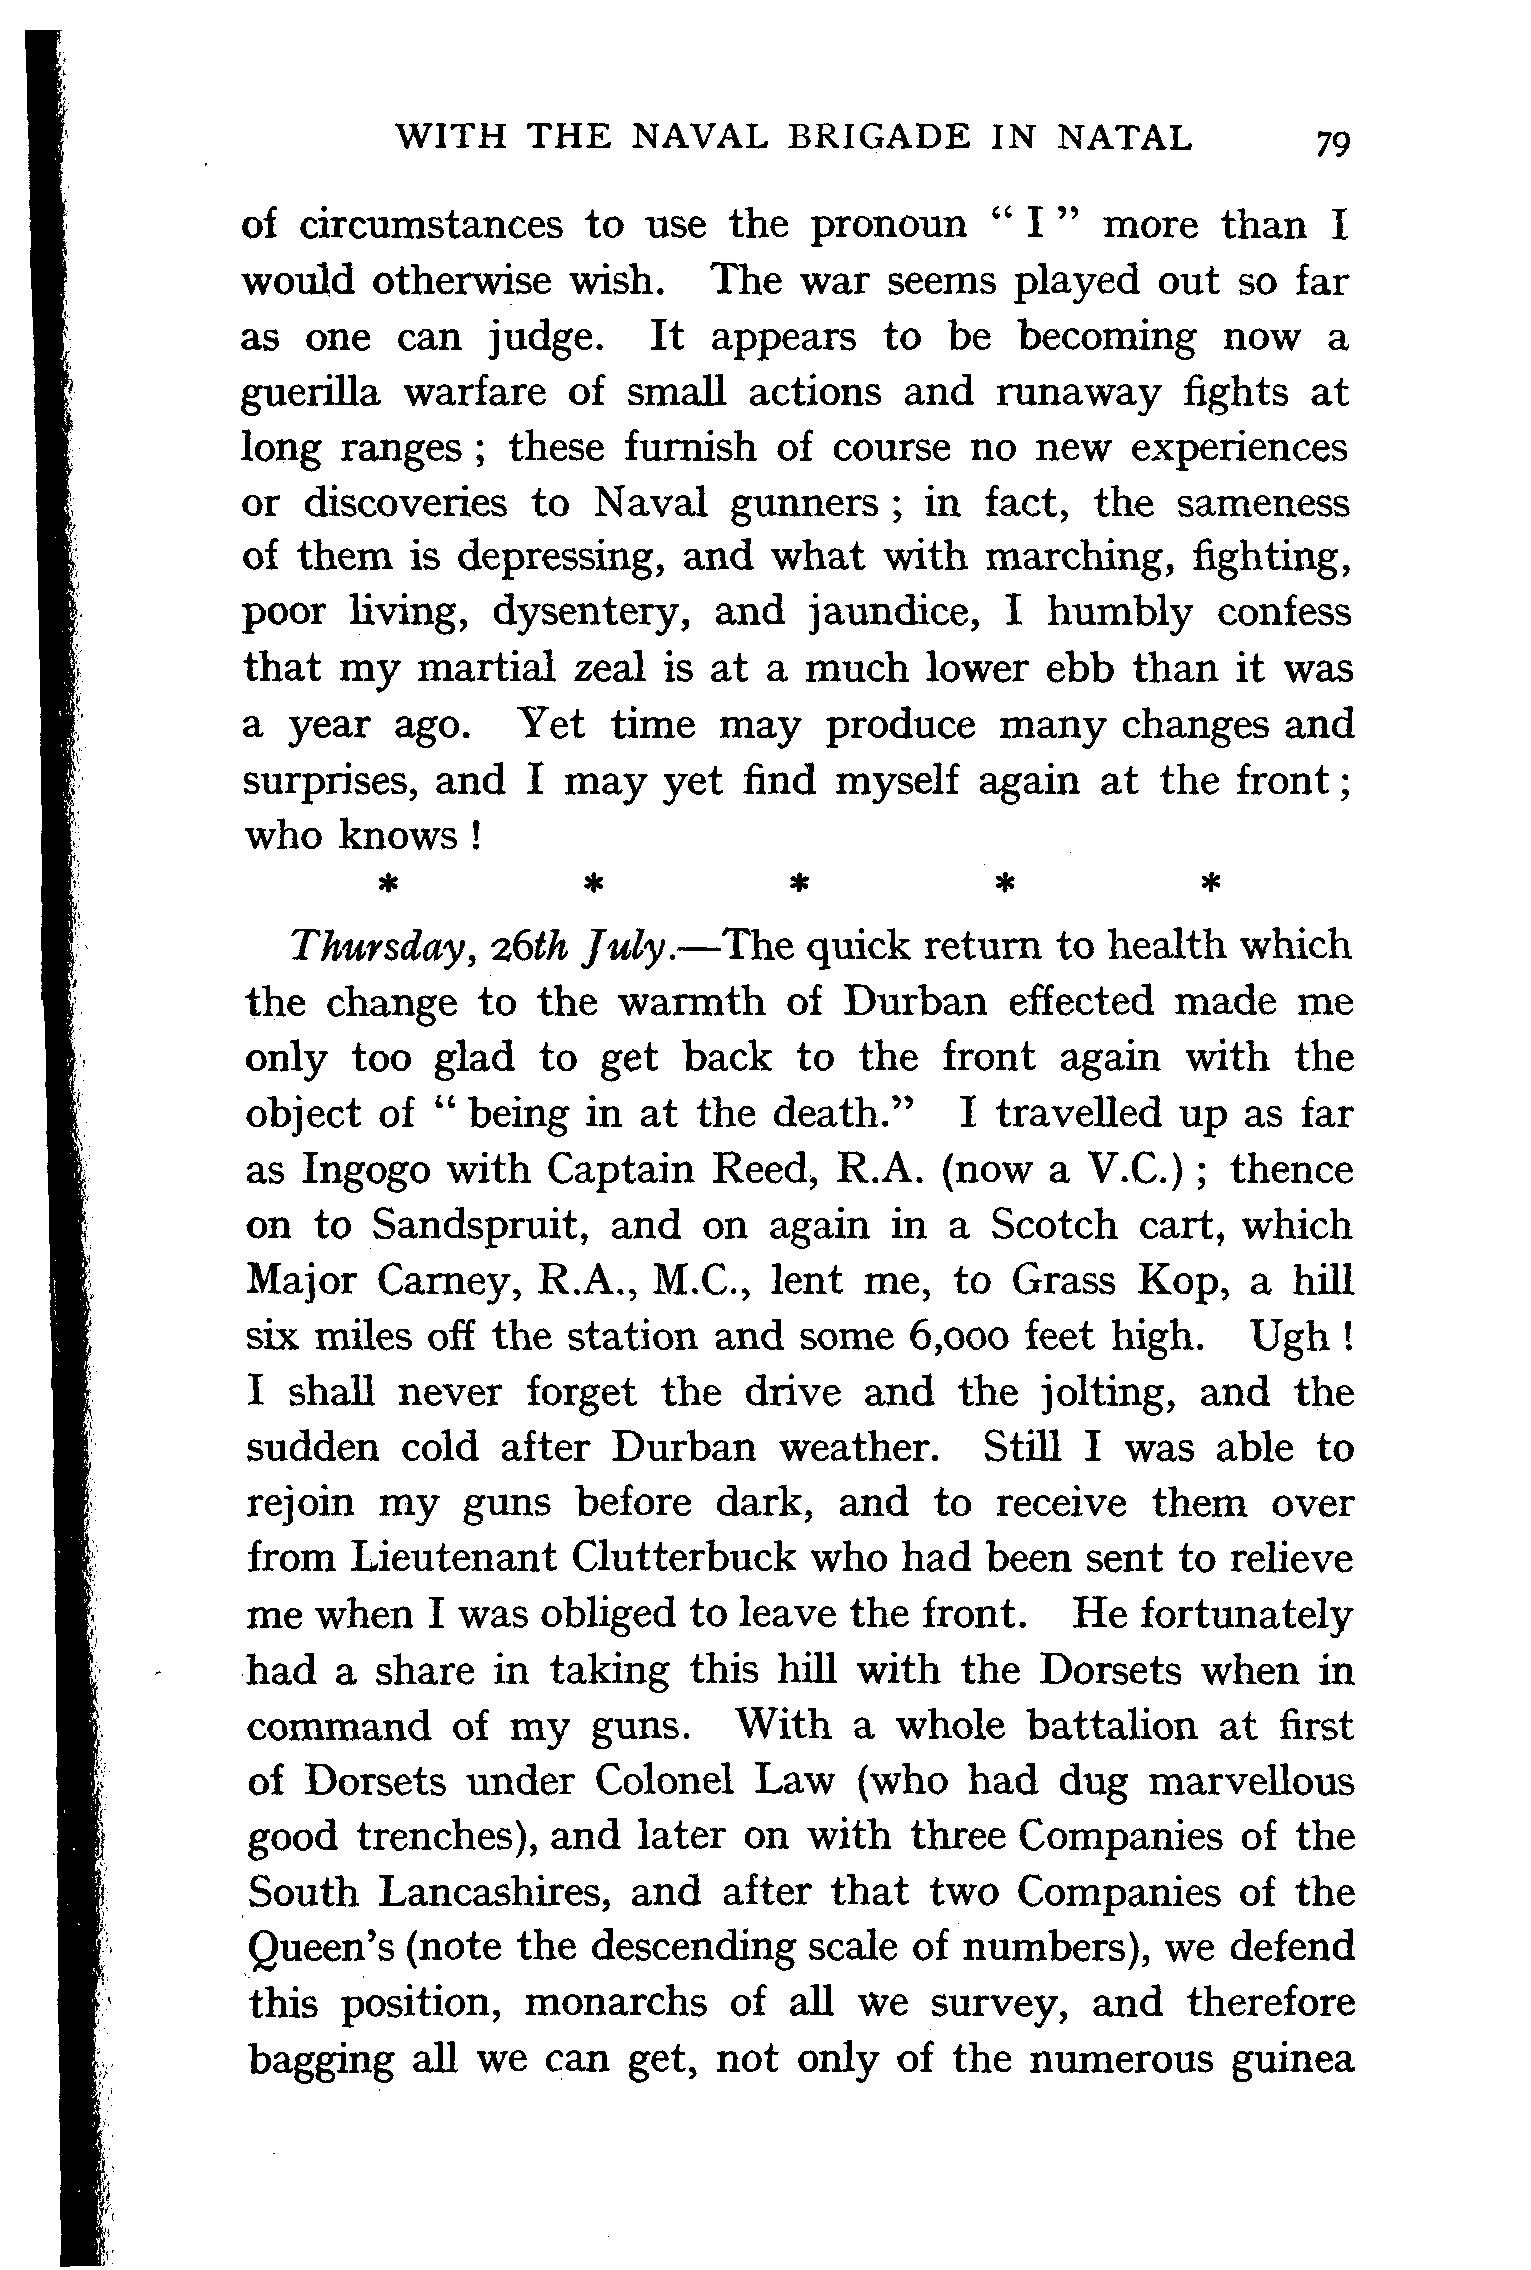 WITH THE NAVAL BRIGADE IN NATAL 79
of circumstances to use the pronoun “ I ” more than I
would otherwise wish. The war seems played out so far
as one can judge. It appears to be becoming now a
guerilla warfare of small actions and runaway fights at
long ranges ; these furnish of course no new experiences
or discoveries to Naval gunners ; in fact, the sameness
of them is depressing, and what with marching, fighting,
poor living, dysentery, and jaundice, I humbly confess
that my martial zeal is at a much lower ebb than it was
a year ago. Yet time may produce many changes and
surprises, and I may yet find myself again at the front ;
who knows !
* * * * *
Thursday, 26th July.—The quick return to health which
the change to the warmth of Durban effected made me
only too glad to get back to the front again with the
object of “ being in at the death.” I travelled up as far
as Ingogo with Captain Reed, R.A. (now a V.C.) ; thence
on to Sandspruit, and on again in a Scotch cart, which
Major Carney, R.A., M.C., lent me, to Grass Kop, a hill
six miles off the station and some 6,000 feet high. Ugh !
I shall never forget the drive and the jolting, and the
sudden cold after Durban weather. Still I was able to
rejoin my guns before dark, and to receive them over
from Lieutenant Clutterbuck who had been sent to relieve
me when I was obliged to leave the front. He fortunately
had a share in taking this hill with the Dorsets when in
command of my guns. With a whole battalion at first
of Dorsets under Colonel Law (who had dug marvellous
good trenches), and later on with three Companies of the
South Lancashires, and after that two Companies of the
Queen’s (note the descending scale of numbers), we defend
this position, monarchs of all we survey, and therefore
bagging all we can get, not only of the numerous guinea